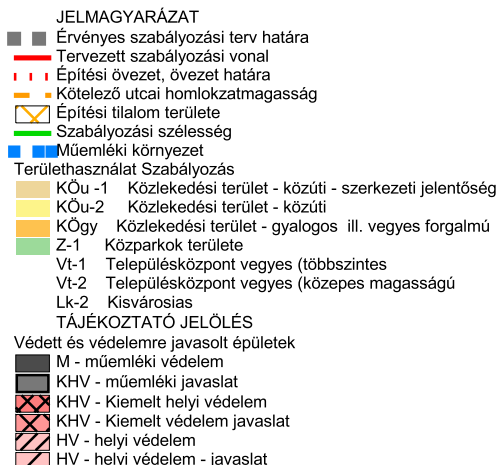 JELMAGYARÁZAT
Érvényes szabályozási terv határa
Tervezett szabályozási vonal
Építési övezet, övezet határa
Kötelező utcai homlokzatmagasság
Építési tilalom területe
Szabályozási szélesség
Műemléki környezet
Területhasználat Szabályozás
KÖu -1 Közlekedési terület - közúti - szerkezeti jelentőség
KÖu-2 Közlekedési terület - közúti
KÖgy Közlekedési terület - gyalogos ill. vegyes forgalmú
Z-1 Közparkok területe
Vt-1 Településközpont vegyes (többszintes
Vt-2 Településközpont vegyes (közepes magasságú
Lk-2 Kisvárosias
TÁJÉKOZTATÓ JELÖLÉS
Védett és védelemre javasolt épületek
M - műemléki védelem
KHV - műemléki javaslat
KHV - Kiemelt helyi védelem
KHV - Kiemelt védelem javaslat
HV - helyi védelem
HV - helyi védelem - javaslat